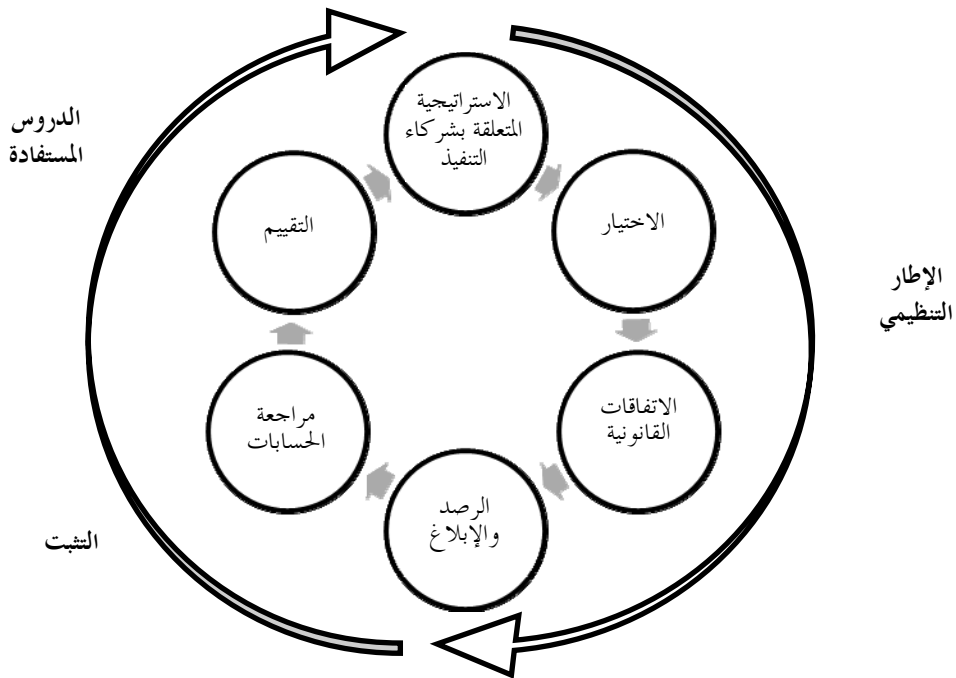 الاستراتيجية
المتعلقة بشركاء
التنفيذ
الاختيار
الاتفاقات
القانونية
الرصد
والإبلاغ
مراجعة
الحسابات
التقييم
الإطار
التنظيمي
التثبت
الدروس
المستفادة